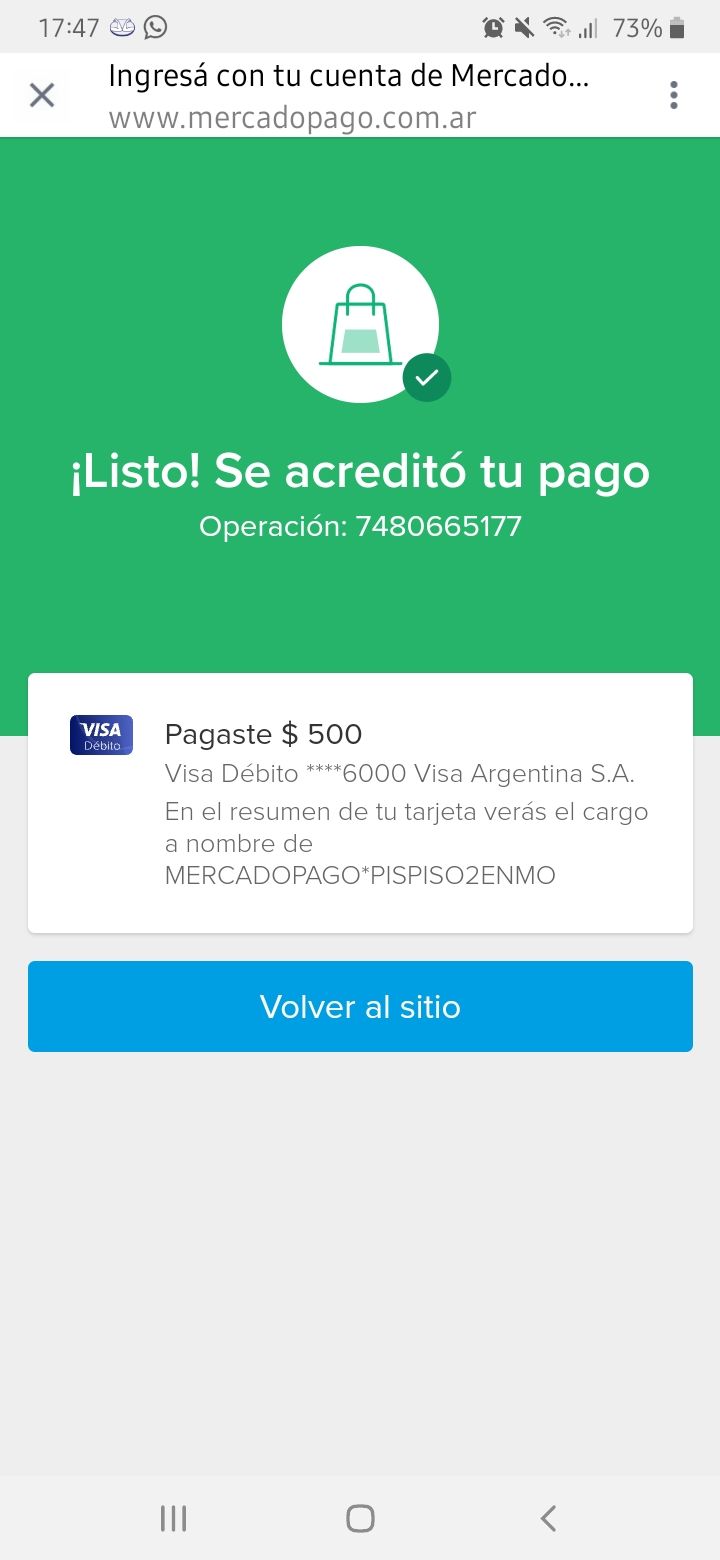 17:47
73%
Ingresá con tu cuenta de Mercado...
www.mercadopago.com.ar
¡Listo! Se acreditó tu pago
Operación: 7480665177
VISA
Débito
Pagaste $ 500
Visa Débito ****6000 Visa Argentina S.A.
En el resumen de tu tarjeta verás el cargo
a nombre de
MERCADOPAGO*PISPISO2ENMO
Volver al sitio